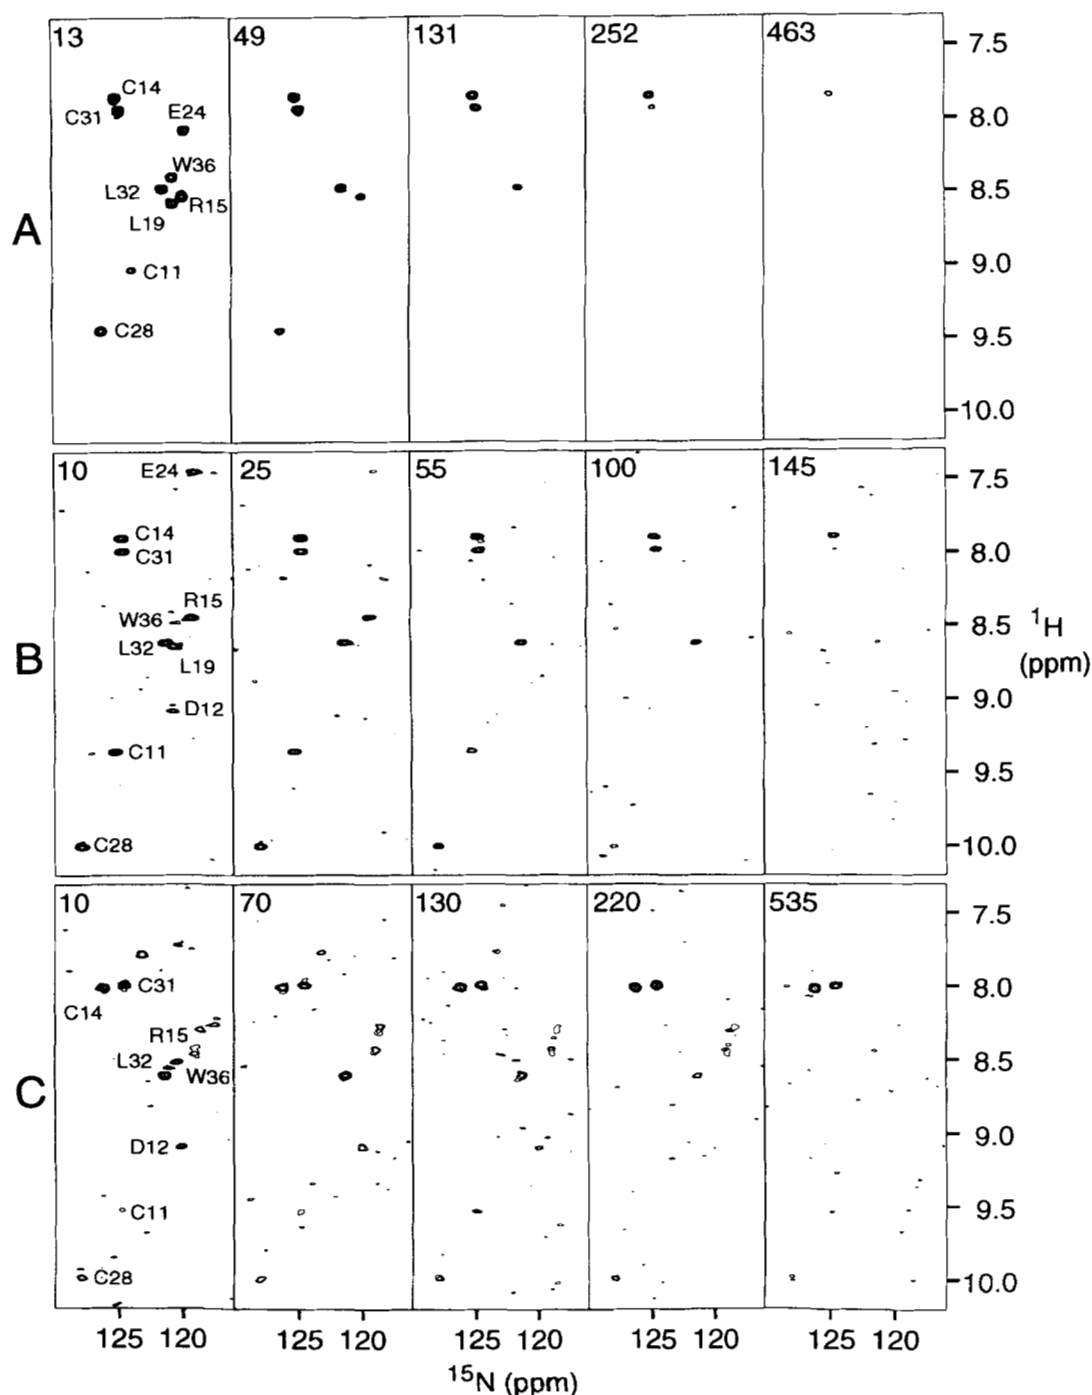 13 49 131 252 463
C14
C31 E24
W36
L32 R15
L19
C11
C28
A
7.5
8.0
8.5
9.0
9.5
10.0
10 25 55 100 145
E24
C14
C31
R15
W36
L32
L19
D12
C11
C28
B
7.5
8.0
8.5
9.0
9.5
10.0
1H
(ppm)
10 70 130 220 535
C31
C14
R15
L32
W36
D12
C11
C28
C
7.5
8.0
8.5
9.0
9.5
10.0
125 120 125 120 125 120 125 120 125 120
15N (ppm)